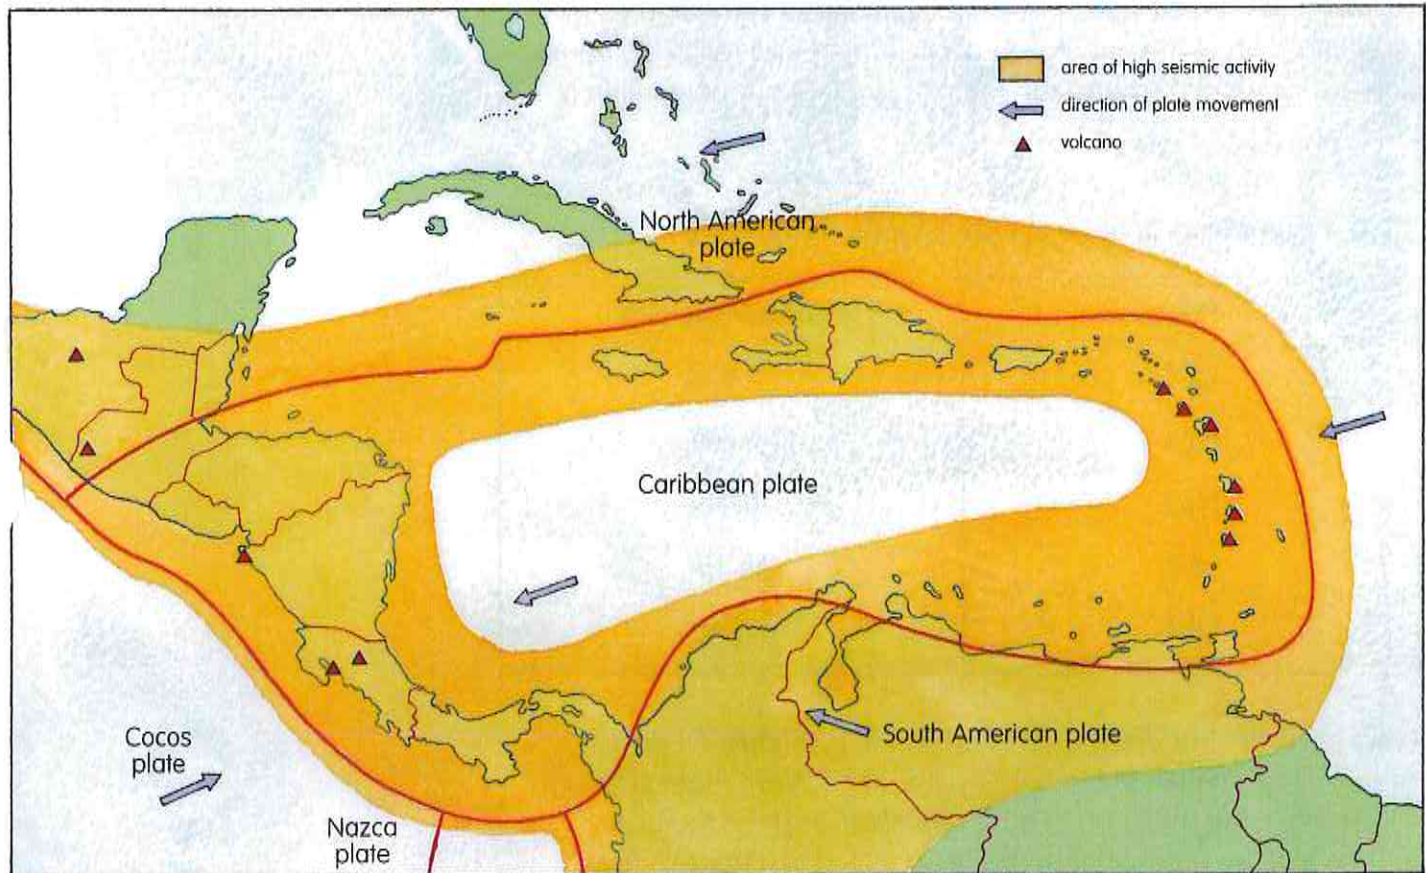 area of high seismic activity
direction of plate movement
volcano
North American
plate
Caribbean plate
South American plate
Cocos
plate
Nazca
plate